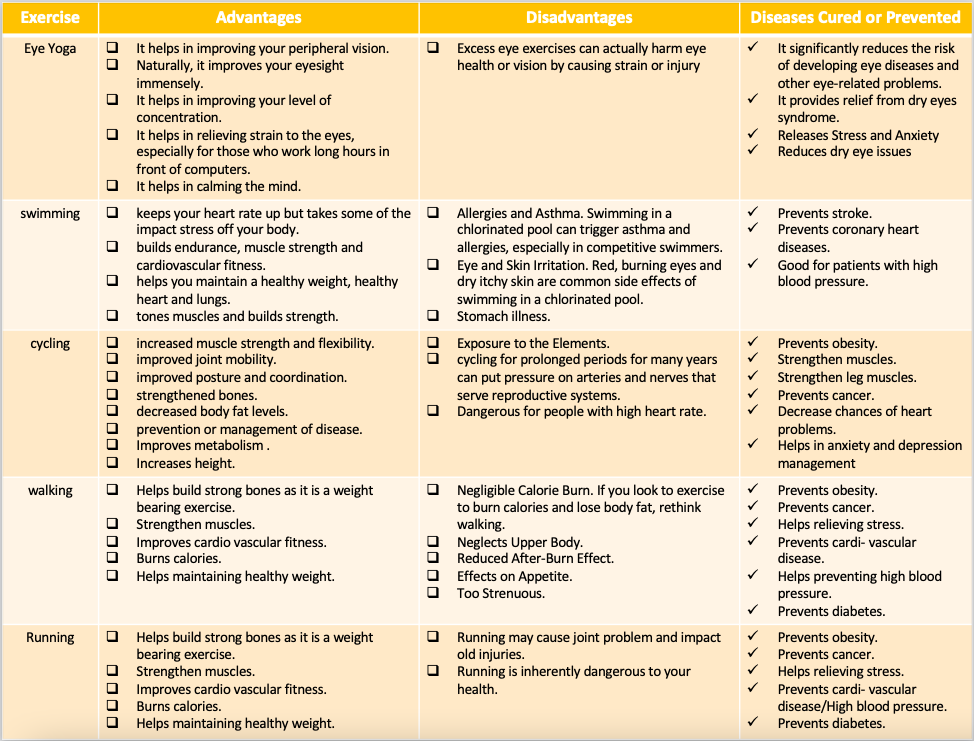 Exercise Advantages Disadvantages Diseases Cured or Prevented
Eye Yoga
It helps in improving your peripheral vision.
Naturally, it improves your eyesight
immensely.
It helps in improving your level of
concentration.
It helps in relieving strain to the eyes,
especially for those who work long hours in
front of computers.
It helps in calming the mind.
Excess eye exercises can actually harm eye
health or vision by causing strain or injury
It significantly reduces the risk
of developing eye diseases and
other eye-related problems.
It provides relief from dry eyes
syndrome.
Releases Stress and Anxiety
Reduces dry eye issues
swimming
keeps your heart rate up but takes some of the
impact stress off your body.
builds endurance, muscle strength and
cardiovascular fitness.
helps you maintain a healthy weight, healthy
heart and lungs.
tones muscles and builds strength.
Allergies and Asthma. Swimming in a
chlorinated pool can trigger asthma and
allergies, especially in competitive swimmers.
Eye and Skin Irritation. Red, burning eyes and
dry itchy skin are common side effects of
swimming in a chlorinated pool.
Stomach illness.
Prevents stroke.
Prevents coronary heart
diseases.
Good for patients with high
blood pressure.
cycling
increased muscle strength and flexibility.
improved joint mobility.
improved posture and coordination.
strengthened bones.
decreased body fat levels.
prevention or management of disease.
Improves metabolism .
Increases height.
Exposure to the Elements.
cycling for prolonged periods for many years
can put pressure on arteries and nerves that
serve reproductive systems.
Dangerous for people with high heart rate.
Prevents obesity.
Strengthen muscles.
Strengthen leg muscles.
Prevents cancer.
Decrease chances of heart
problems.
Helps in anxiety and depression
management
walking
Helps build strong bones as it is a weight
bearing exercise.
Strengthen muscles.
Improves cardio vascular fitness.
Burns calories.
Helps maintaining healthy weight.
Negligible Calorie Burn. If you look to exercise
to burn calories and lose body fat, rethink
walking.
Neglects Upper Body.
Reduced After-Burn Effect.
Effects on Appetite.
Too Strenuous.
Prevents obesity.
Prevents cancer.
Helps relieving stress.
Prevents cardi- vascular
disease.
Helps preventing high blood
pressure.
Prevents diabetes.
Running
Helps build strong bones as it is a weight
bearing exercise.
Strengthen muscles.
Improves cardio vascular fitness.
Burns calories.
Helps maintaining healthy weight.
Running may cause joint problem and impact
old injuries.
Running is inherently dangerous to your
health.
Prevents obesity.
Prevents cancer.
Helps relieving stress.
Prevents cardi- vascular
disease/High blood pressure.
Prevents diabetes.